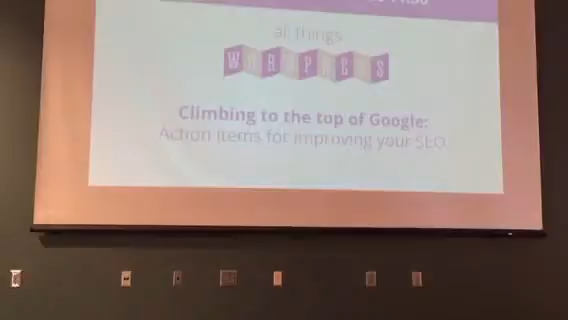 all things
WORDPRESS
Climbing to the top of Google:
Action items for improving your SEO